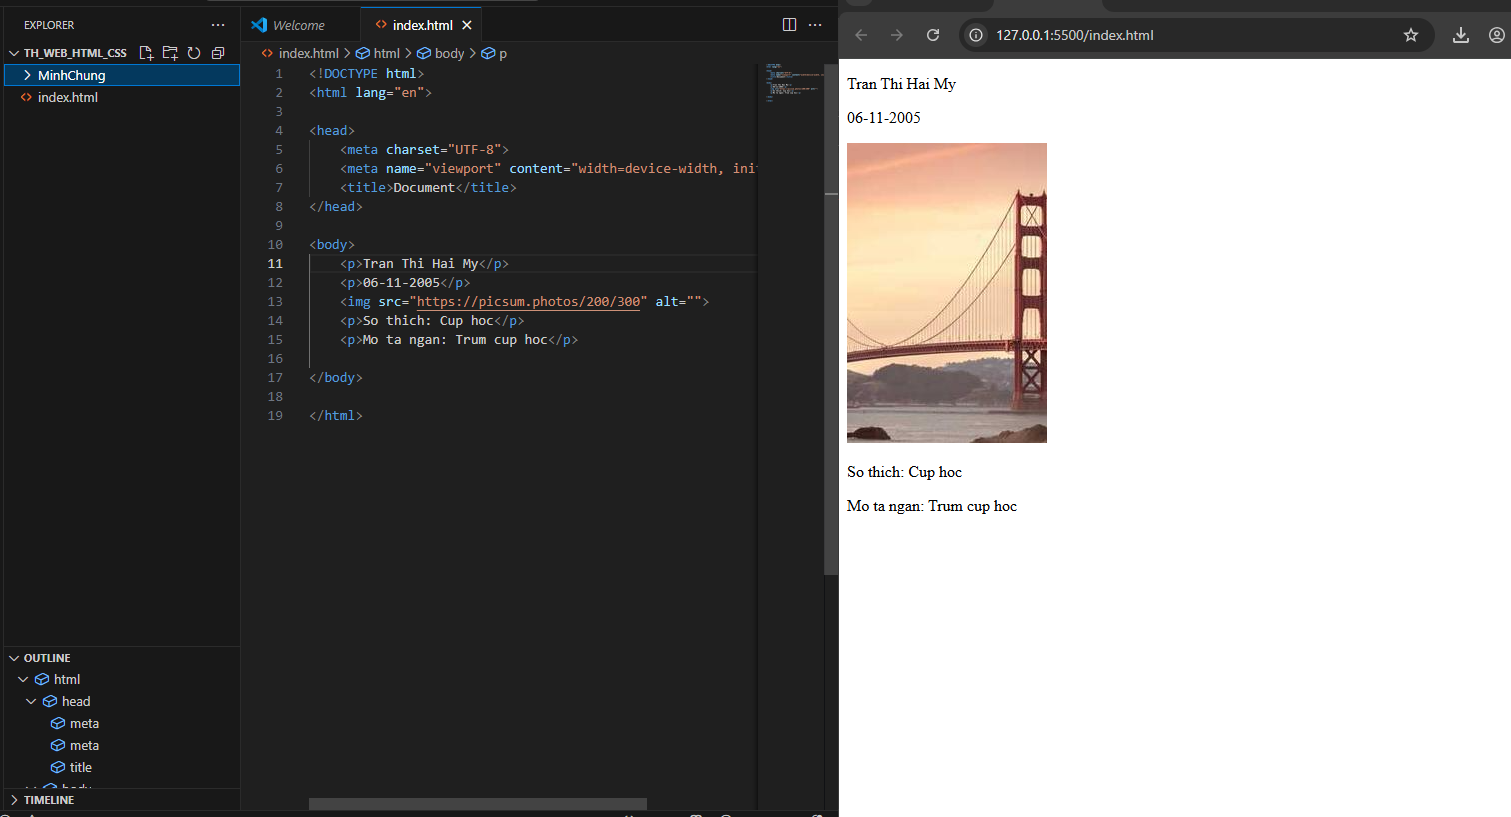 EXPLORER
TH_WEB_HTML_CSS
MinhChung
index.html
OUTLINE
html
head
meta
meta
title
TIMELINE
Welcome
index.html
index.html > html > body > p
1 <!DOCTYPE html>
2 <html lang="en">
3
4 <head>
5 <meta charset="UTF-8">
6 <meta name="viewport" content="width=device-width, ini
7 <title>Document</title>
8 </head>
9
10 <body>
11 <p>Tran Thi Hai My</p>
12 <p>06-11-2005</p>
13 <img src="https://picsum.photos/200/300" alt="">
14 <p>So thich: Cup hoc</p>
15 <p>Mo ta ngan: Trum cup hoc</p>
16
17 </body>
18
19 </html>
127.0.0.1:5500/index.html
Tran Thi Hai My
06-11-2005
So thich: Cup hoc
Mo ta ngan: Trum cup hoc